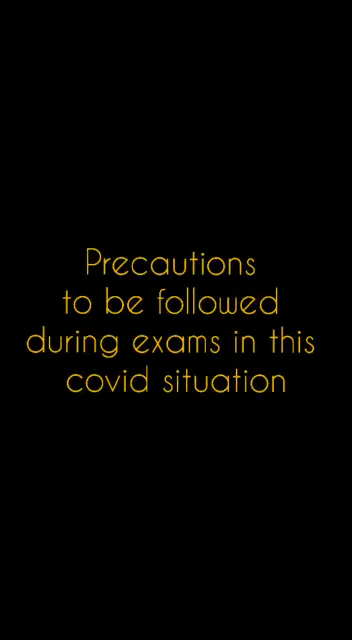 Precautions
to be followed
during exams in this
covid situation